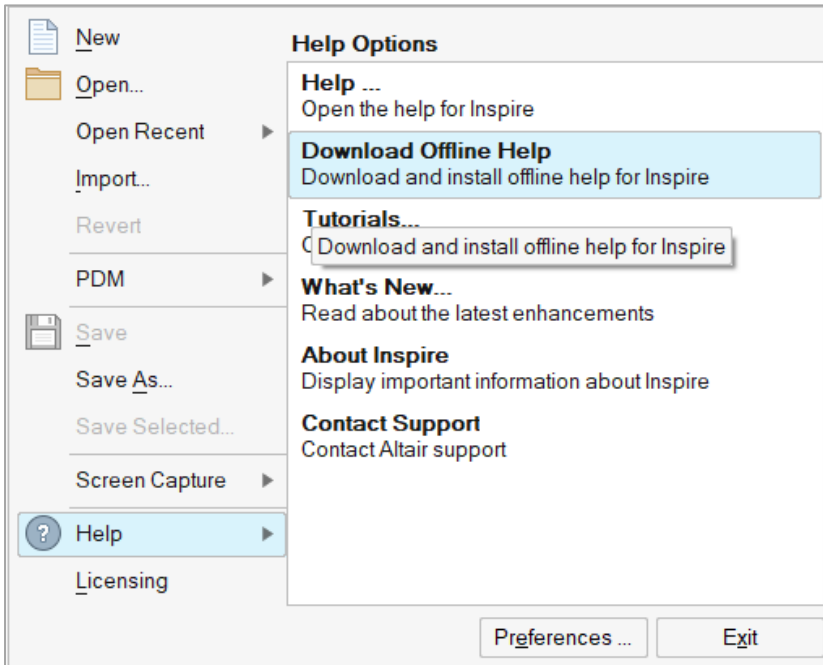 New
Open...
Open Recent
Import...
Revert
PDM
Save
Save As...
Save Selected...
Screen Capture
Help
Licensing
Help Options
Help ...
Open the help for Inspire
Download Offline Help
Download and install offline help for Inspire
Tutorials...
Download and install offline help for Inspire
What's New...
Read about the latest enhancements
About Inspire
Display important information about Inspire
Contact Support
Contact Altair support
Preferences ...
Exit